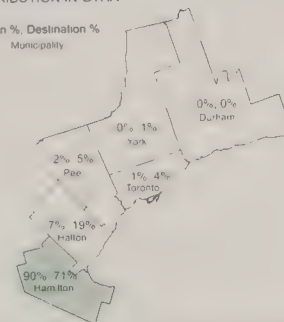 n %, Destination %
Municipality
0%, 0%
Durham
0%, 1%
York
2%, 5%
Peel
1%, 4%
Toronto
7%, 19%
Halton
90%, 71%
Hamilton